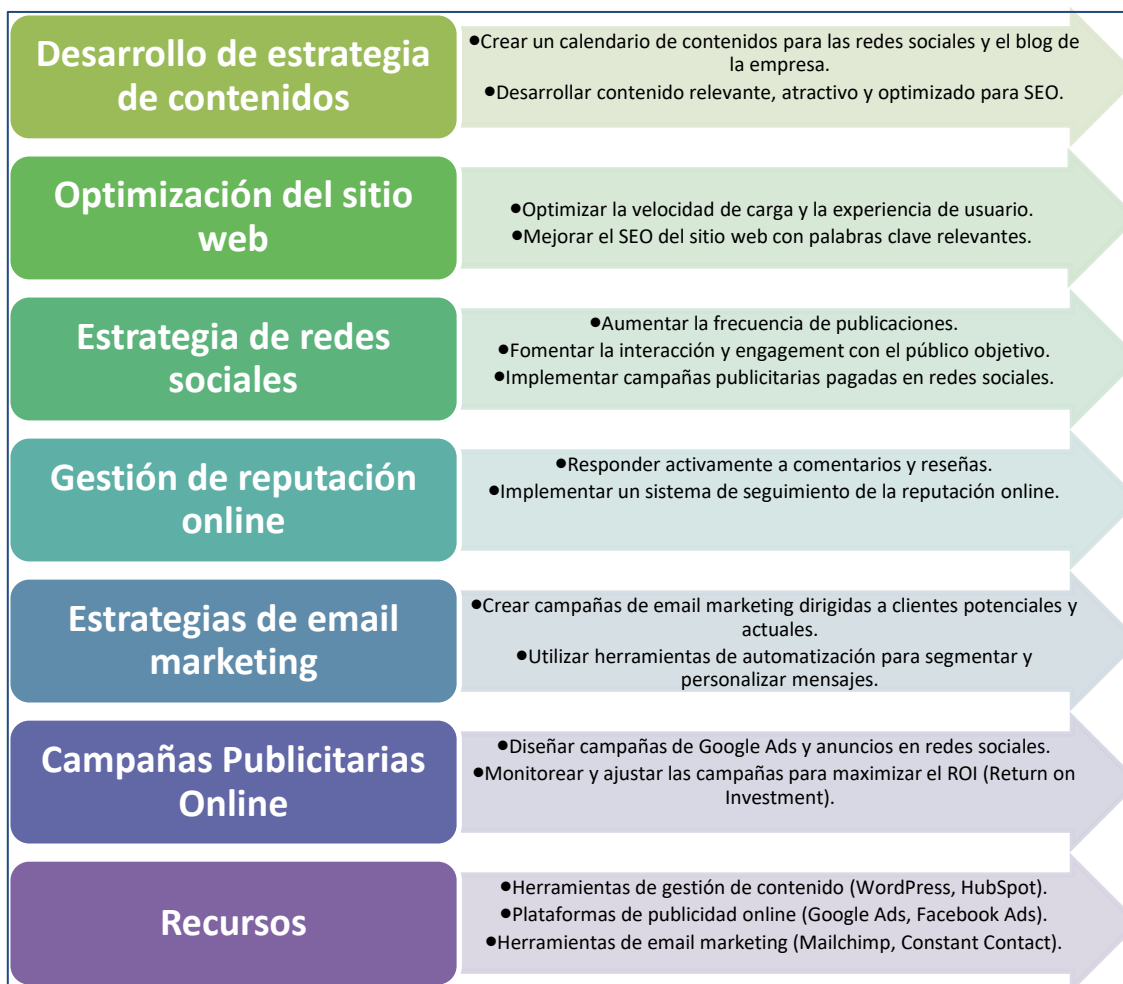 Desarrollo de estrategia
de contenidos
●Crear un calendario de contenidos para las redes sociales y el blog de
la empresa.
●Desarrollar contenido relevante, atractivo y optimizado para SEO.
Optimización del sitio
web
●Optimizar la velocidad de carga y la experiencia de usuario.
●Mejorar el SEO del sitio web con palabras clave relevantes.
Estrategia de redes
sociales
●Aumentar la frecuencia de publicaciones.
●Fomentar la interacción y engagement con el público objetivo.
●Implementar campañas publicitarias pagadas en redes sociales.
Gestión de reputación
online
●Responder activamente a comentarios y reseñas.
●Implementar un sistema de seguimiento de la reputación online.
Estrategias de email
marketing
●Crear campañas de email marketing dirigidas a clientes potenciales y
actuales.
●Utilizar herramientas de automatización para segmentar y
personalizar mensajes.
Campañas Publicitarias
Online
●Diseñar campañas de Google Ads y anuncios en redes sociales.
●Monitorear y ajustar las campañas para maximizar el ROI (Return on
Investment).
Recursos
●Herramientas de gestión de contenido (WordPress, HubSpot).
●Plataformas de publicidad online (Google Ads, Facebook Ads).
●Herramientas de email marketing (Mailchimp, Constant Contact).